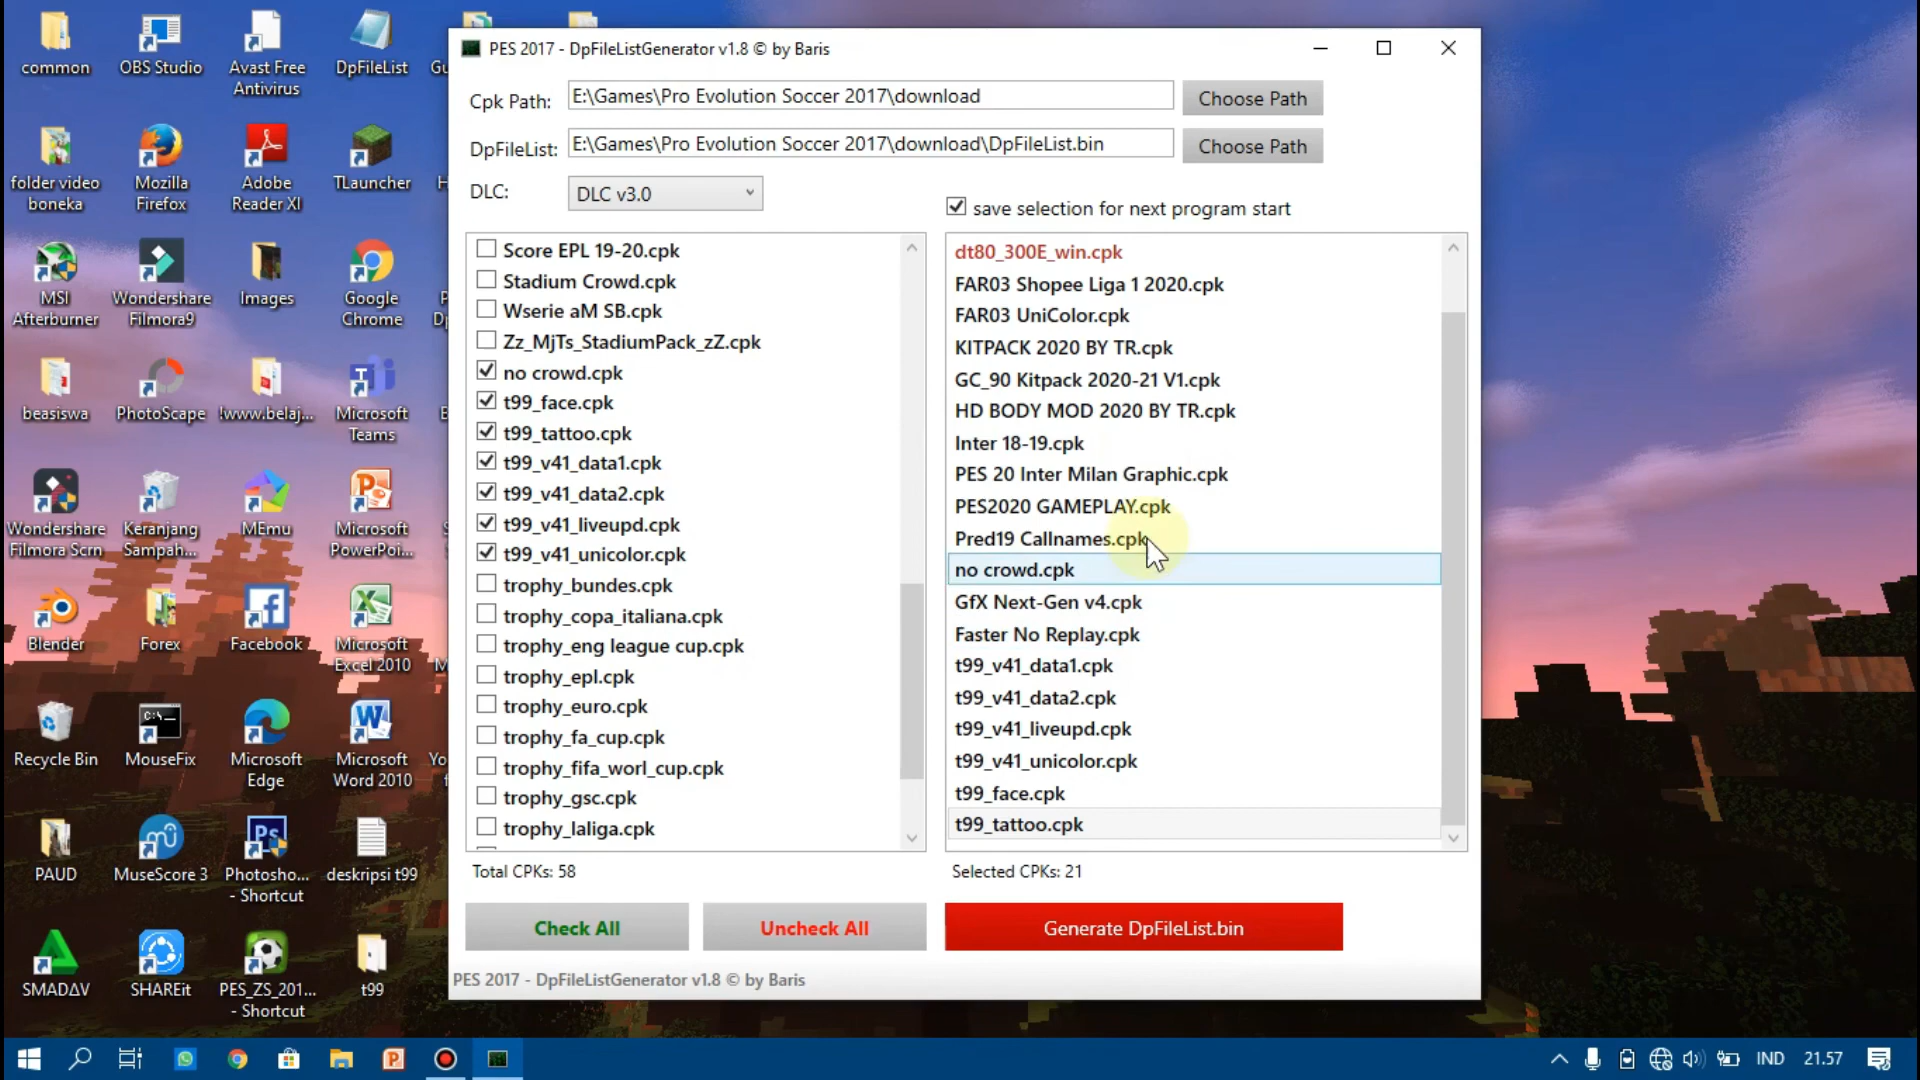 common
OBS Studio
Avast Free
Antivirus
DpFileList
Gu
folder video
boneka
Mozilla
Firefox
Adobe
Reader XI
TLauncher
H
MSI
Afterburner
Wondershare
Filmora9
Images
Google
Chrome
P
Dp
beasiswa
PhotoScape
!www.belaj...
Microsoft
Teams
Wondershare
Filmora Scrn
Keranjang
Sampah...
MEmu
Microsoft
PowerPoi...
Blender
Forex
Facebook
Microsoft
Excel 2010
M
Recycle Bin
MouseFix
Microsoft
Edge
Microsoft
Word 2010
Yo
f
PAUD
MuseScore 3
Photosho...
- Shortcut
deskripsi t99
SMADΔV
SHAREit
PES_ZS_201...
- Shortcut
t99
PES 2017 - DpFileListGenerator v1.8 © by Baris
Cpk Path:
E:\Games\Pro Evolution Soccer 2017\download
Choose Path
DpFileList:
E:\Games\Pro Evolution Soccer 2017\download\DpFileList.bin
Choose Path
DLC:
DLC v3.0
save selection for next program start
Score EPL 19-20.cpk
Stadium Crowd.cpk
Wserie aM SB.cpk
Zz_MjTs_StadiumPack_zZ.cpk
no crowd.cpk
t99_face.cpk
t99_tattoo.cpk
t99_v41_data1.cpk
t99_v41_data2.cpk
t99_v41_liveupd.cpk
t99_v41_unicolor.cpk
trophy_bundes.cpk
trophy_copa_italiana.cpk
trophy_eng league cup.cpk
trophy_epl.cpk
trophy_euro.cpk
trophy_fa_cup.cpk
trophy_fifa_worl_cup.cpk
trophy_gsc.cpk
trophy_laliga.cpk
dt80_300E_win.cpk
FAR03 Shopee Liga 1 2020.cpk
FAR03 UniColor.cpk
KITPACK 2020 BY TR.cpk
GC_90 Kitpack 2020-21 V1.cpk
HD BODY MOD 2020 BY TR.cpk
Inter 18-19.cpk
PES 20 Inter Milan Graphic.cpk
PES2020 GAMEPLAY.cpk
Pred19 Callnames.cpk
no crowd.cpk
GfX Next-Gen v4.cpk
Faster No Replay.cpk
t99_v41_data1.cpk
t99_v41_data2.cpk
t99_v41_liveupd.cpk
t99_v41_unicolor.cpk
t99_face.cpk
t99_tattoo.cpk
Total CPKs: 58
Selected CPKs: 21
Check All
Uncheck All
Generate DpFileList.bin
PES 2017 - DpFileListGenerator v1.8 © by Baris
IND
21.57